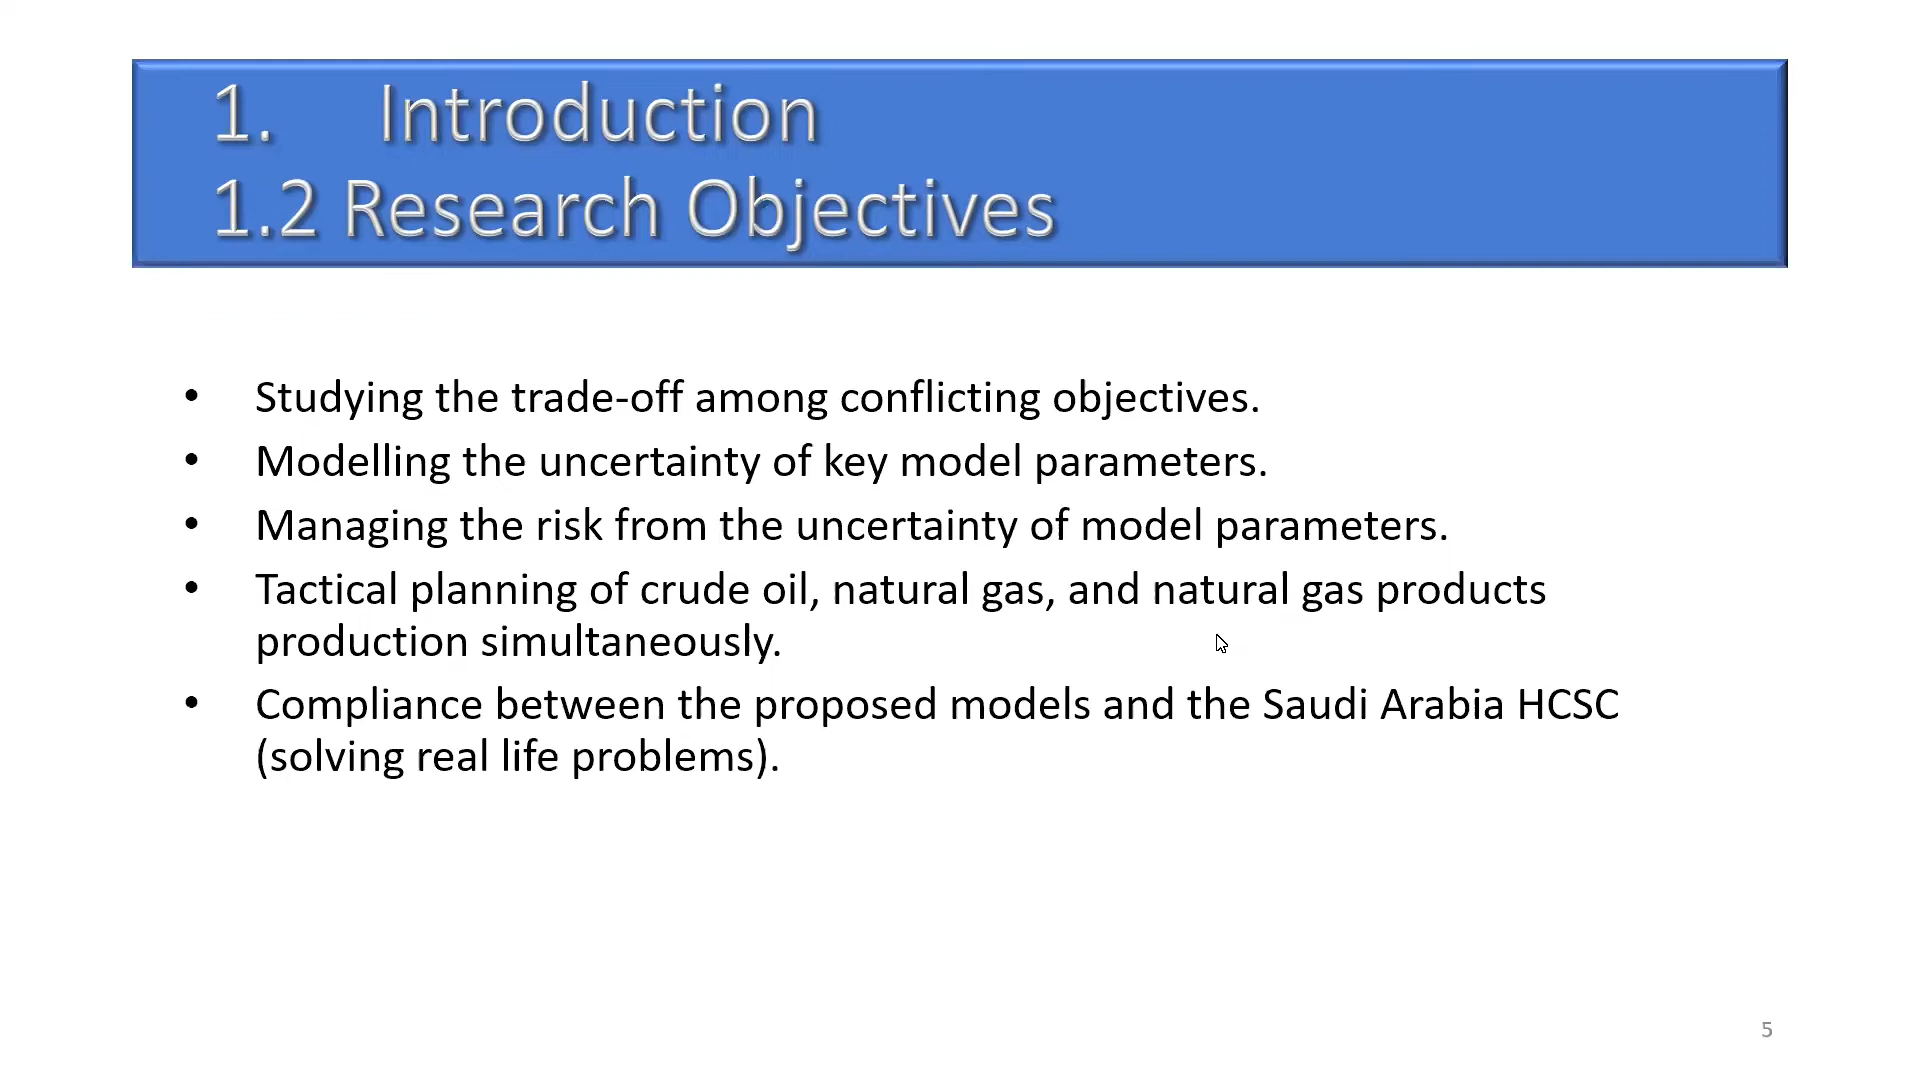 1. Introduction
1.2 Research Objectives
• Studying the trade-off among conflicting objectives.
• Modelling the uncertainty of key model parameters.
• Managing the risk from the uncertainty of model parameters.
• Tactical planning of crude oil, natural gas, and natural gas products
production simultaneously.
• Compliance between the proposed models and the Saudi Arabia HCSC
(solving real life problems).
5